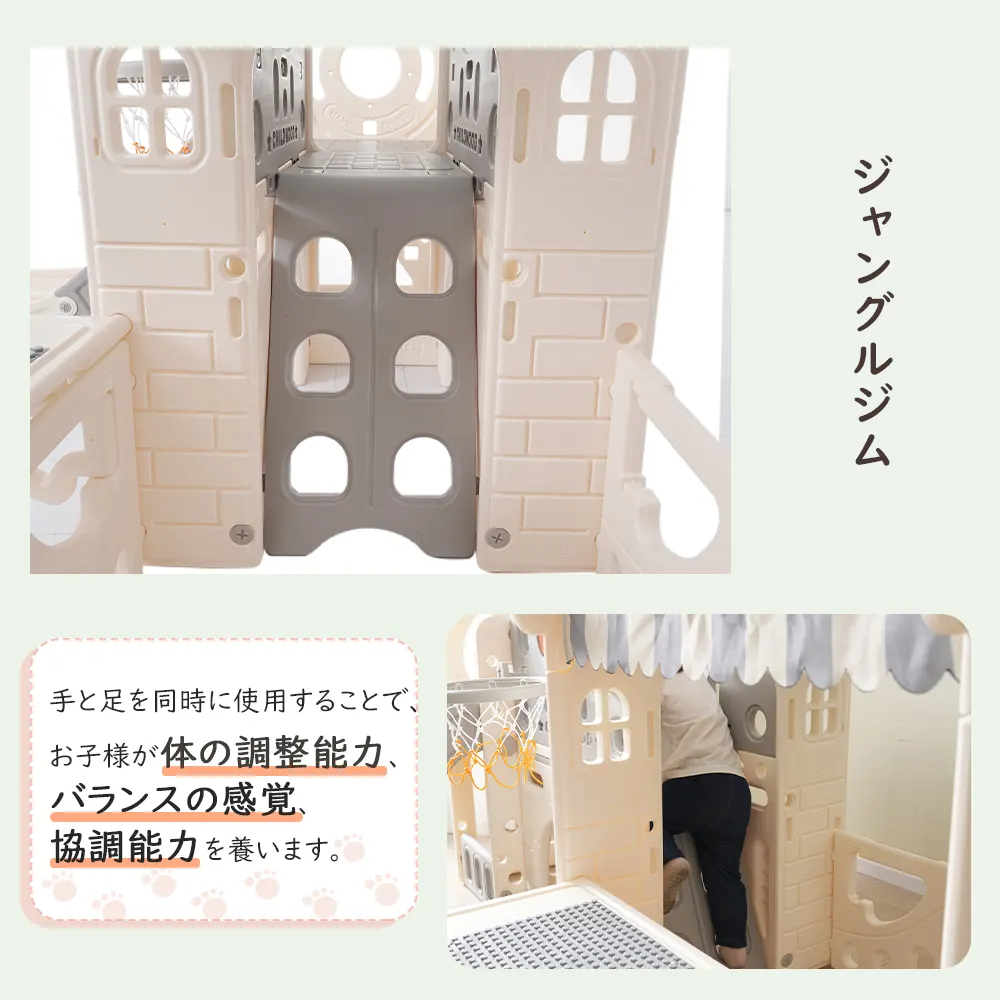 ジャングルジム
CHILDHOOD
CHILDHOOD
手と足を同時に使用することで、
お子様が体の調整能力、
バランスの感覚、
協調能力を養います。